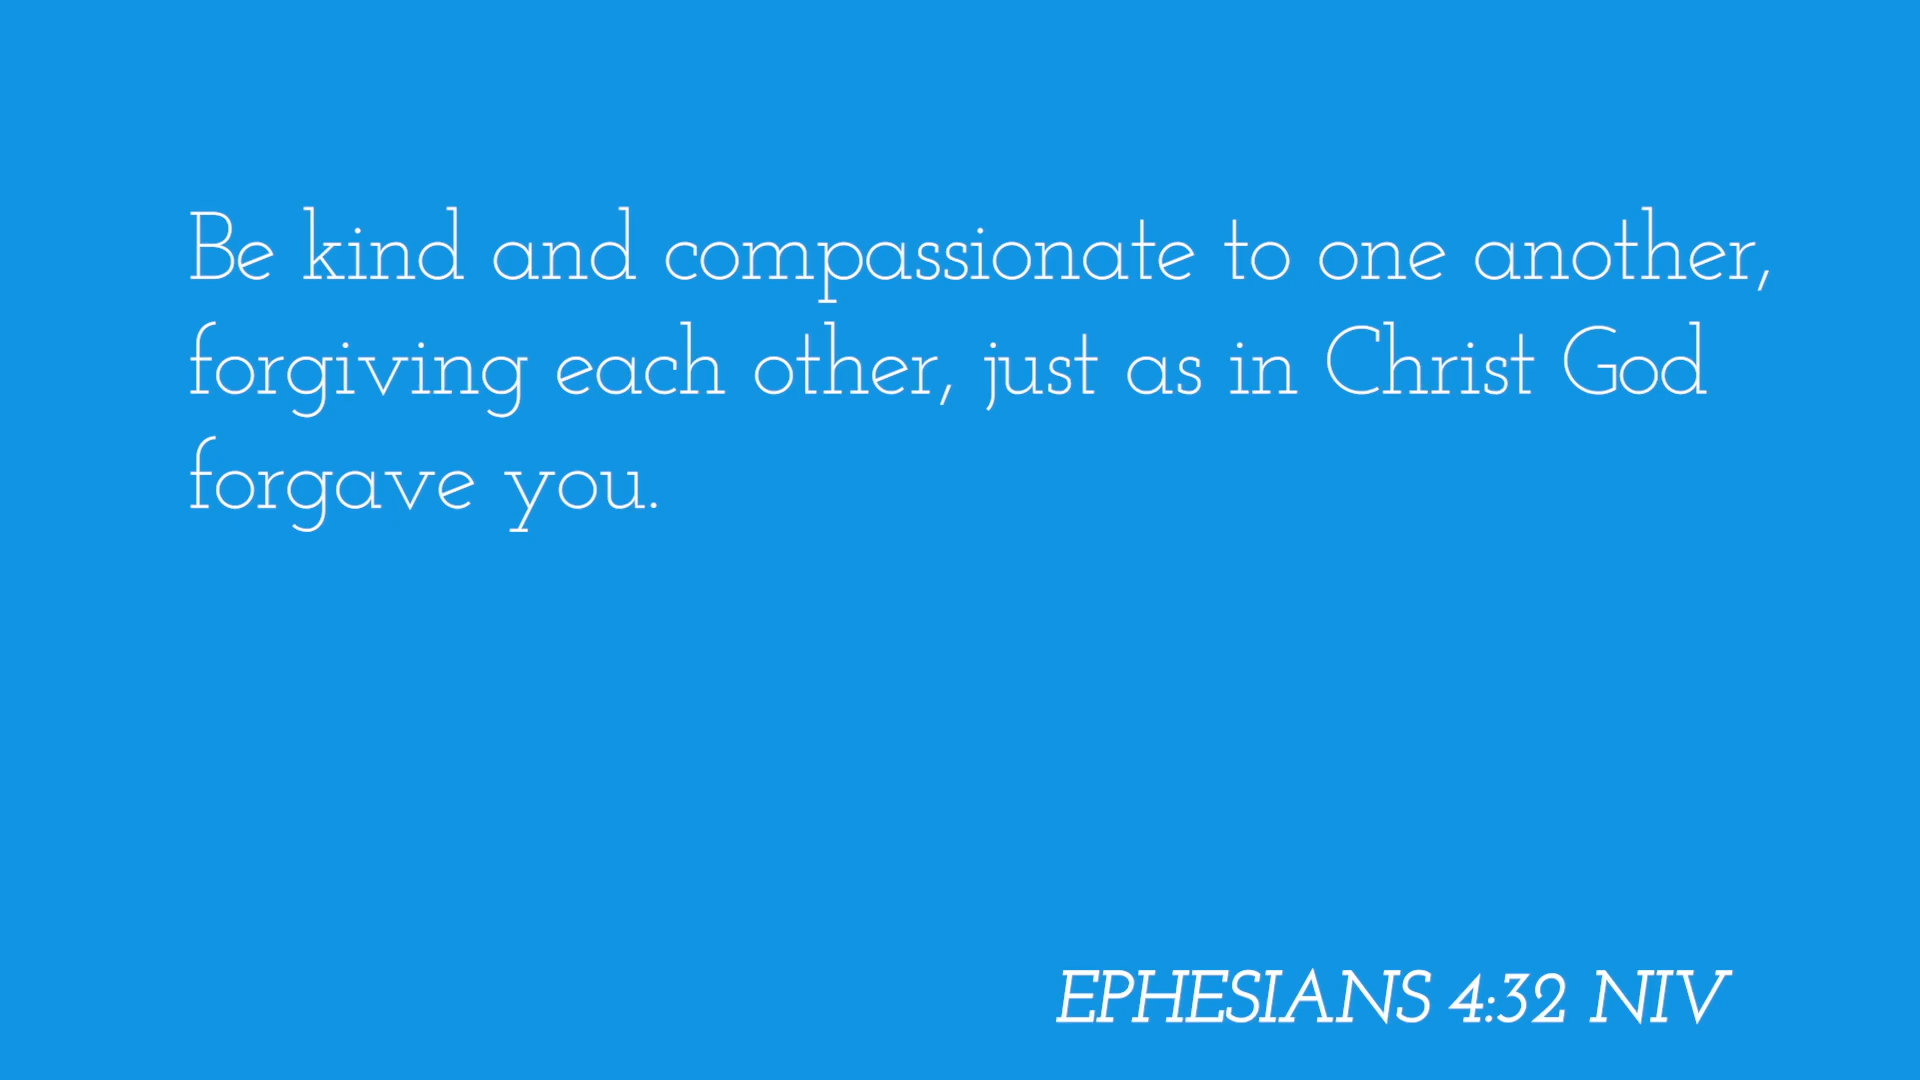 Be kind and compassionate to one another,
forgiving each other, just as in Christ God
forgave you.
EPHESIANS 4:32 NIV